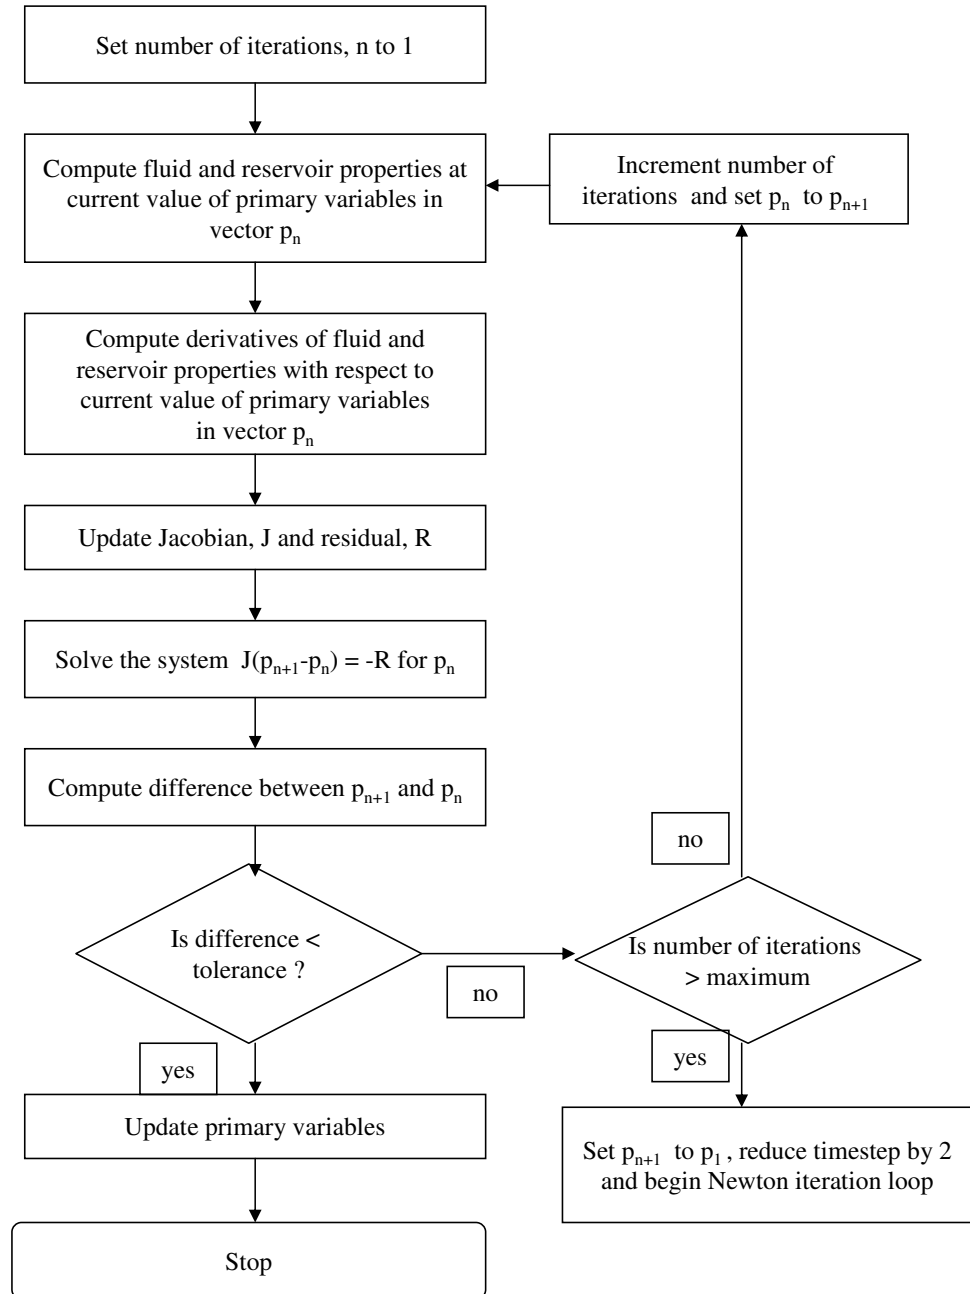 Set number of iterations, n to 1
Compute fluid and reservoir properties at
current value of primary variables in
vector pₙ
Increment number of
iterations and set pₙ to pₙ₊₁
Compute derivatives of fluid and
reservoir properties with respect to
current value of primary variables
in vector pₙ
Update Jacobian, J and residual, R
Solve the system J(pₙ₊₁-pₙ) = -R for pₙ
Compute difference between pₙ₊₁ and pₙ
no
Is difference <
tolerance ?
no
Is number of iterations
> maximum
yes
yes
Update primary variables
Set pₙ₊₁ to p₁ , reduce timestep by 2
and begin Newton iteration loop
Stop